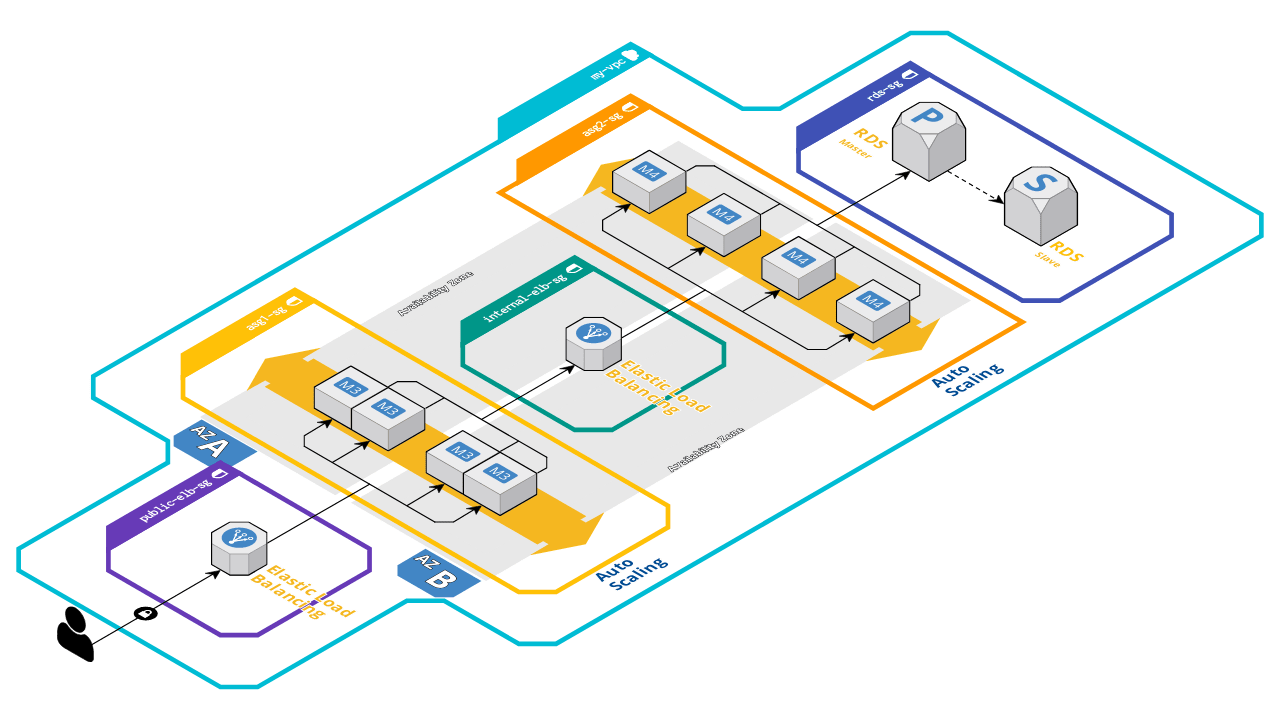 my-vpc
rds-sg
P
RDS
Master
S
RDS
Slave
asg2-sg
M4
M4
M4
M4
Availability Zone
internal-elb-sg
Elastic Load
Balancing
Auto
Scaling
asg1-sg
M3
M3
M3
M3
Availability Zone
AZ
A
public-elb-sg
Elastic Load
Balancing
AZ
B
Auto
Scaling